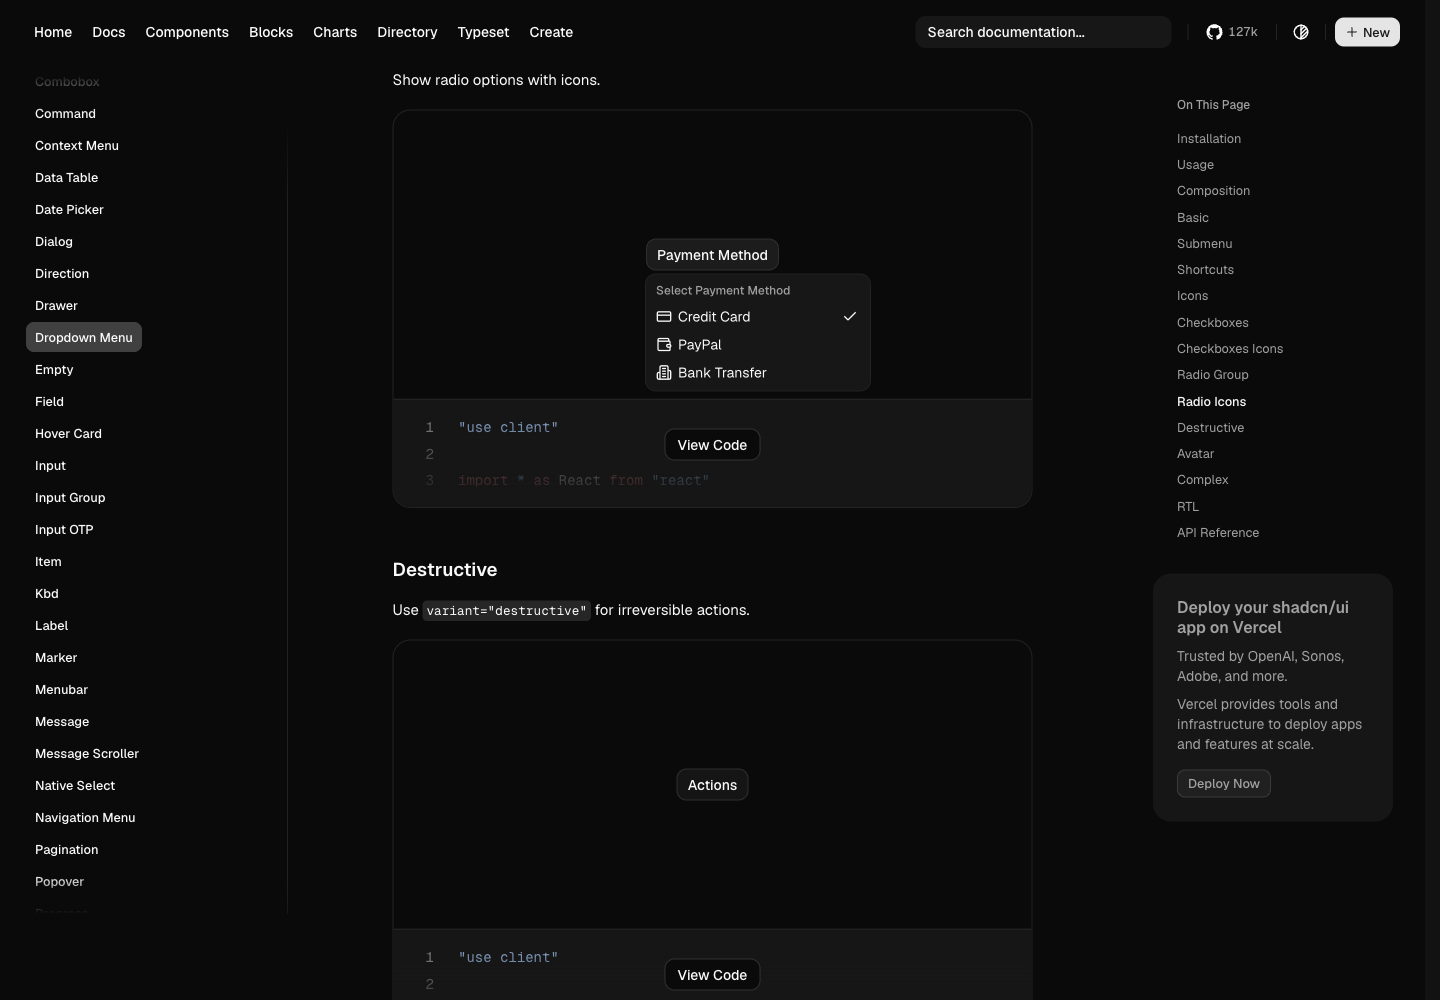 Home Docs Components Blocks Charts Directory Typeset Create
Search documentation...
127k
New
Combobox
Command
Context Menu
Data Table
Date Picker
Dialog
Direction
Drawer
Dropdown Menu
Empty
Field
Hover Card
Input
Input Group
Input OTP
Item
Kbd
Label
Marker
Menubar
Message
Message Scroller
Native Select
Navigation Menu
Pagination
Popover
Show radio options with icons.
Payment Method
Select Payment Method
Credit Card
PayPal
Bank Transfer
1 "use client"
2
3 import * as React from "react"
View Code
Destructive
Use variant="destructive" for irreversible actions.
Actions
1 "use client"
2
View Code
On This Page
Installation
Usage
Composition
Basic
Submenu
Shortcuts
Icons
Checkboxes
Checkboxes Icons
Radio Group
Radio Icons
Destructive
Avatar
Complex
RTL
API Reference
Deploy your shadcn/ui
app on Vercel
Trusted by OpenAI, Sonos,
Adobe, and more.
Vercel provides tools and
infrastructure to deploy apps
and features at scale.
Deploy Now